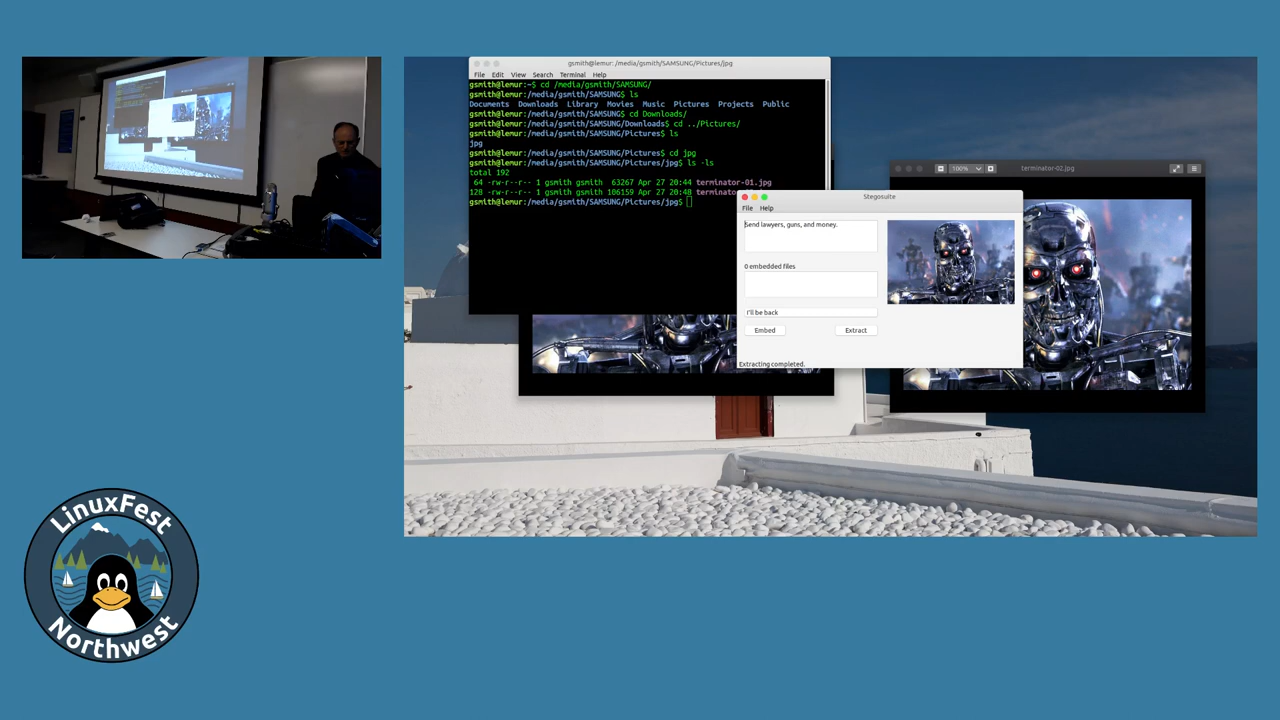 gsmith@lemur: /media/gsmith/SAMSUNG/Pictures/jpg
File Edit View Search Terminal Help
gsmith@lemur:~$ cd /media/gsmith/SAMSUNG/
gsmith@lemur:/media/gsmith/SAMSUNG$ ls
Documents Downloads Library Movies Music Pictures Projects Public
gsmith@lemur:/media/gsmith/SAMSUNG$ cd Downloads/
gsmith@lemur:/media/gsmith/SAMSUNG/Downloads$ cd ../Pictures/
gsmith@lemur:/media/gsmith/SAMSUNG/Pictures$ ls
jpg
gsmith@lemur:/media/gsmith/SAMSUNG/Pictures$ cd jpg
gsmith@lemur:/media/gsmith/SAMSUNG/Pictures/jpg$ ls -ls
total 192
64 -rw-r--r-- 1 gsmith gsmith 63267 Apr 27 20:44 terminator-01.jpg
128 -rw-r--r-- 1 gsmith gsmith 106159 Apr 27 20:48 terminato
gsmith@lemur:/media/gsmith/SAMSUNG/Pictures/jpg$
100%
terminator-02.jpg
Stegosuite
File Help
Send lawyers, guns, and money.
0 embedded files
I'll be back
Embed Extract
Extracting completed.
LinuxFest
Northwest